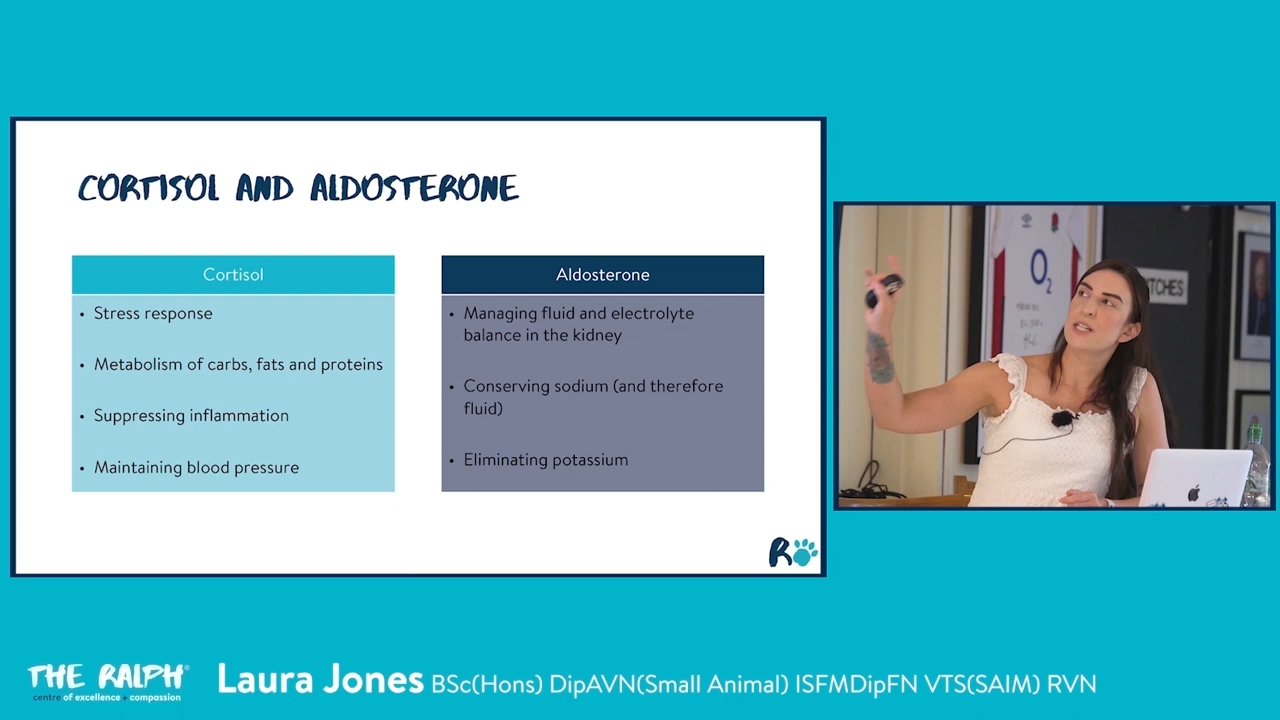 CORTISOL AND ALDOSTERONE
Cortisol
• Stress response
• Metabolism of carbs, fats and proteins
• Suppressing inflammation
• Maintaining blood pressure
Aldosterone
• Managing fluid and electrolyte
balance in the kidney
• Conserving sodium (and therefore
fluid)
• Eliminating potassium
R
O2
TCHES
THE RALPH®
centre of excellence + compassion
Laura Jones BSc(Hons) DipAVN(Small Animal) ISFMDipFN VTS(SAIM) RVN